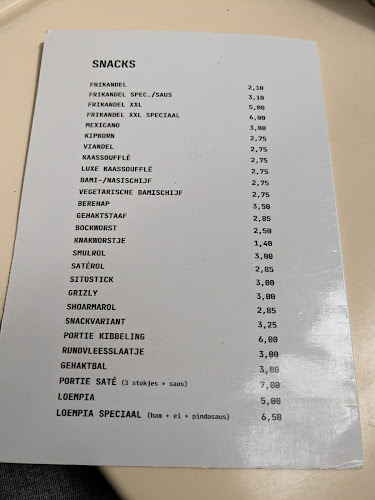 SNACKS
FRIKANDEL 2,10
FRIKANDEL SPEC./SAUS 3,10
FRIKANDEL XXL 5,00
FRIKANDEL XXL SPECIAAL 6,00
MEXICANO 3,00
KIPKORN 2,75
VIANDEL 2,75
KAASSOUFFLÉ 2,75
LUXE KAASSOUFFLÉ 2,75
BAMI-/NASISCHIJF 2,75
VEGETARISCHE BAMISCHIJF 2,75
BEREHAP 3,50
GEHAKTSTAAF 2,85
BOCKWORST 2,50
KNAKWORSTJE 1,40
SMULROL 3,00
SATÉROL 2,85
SITOSTICK 3,00
GRIZLY 3,00
SHOARMAROL 2,85
SNACKVARIANT 3,25
PORTIE KIBBELING 6,00
RUNDVLEESSLAATJE 3,00
GEHAKTBAL 3,00
PORTIE SATÉ (3 stokjes + saus) 7,00
LOEMPIA 5,00
LOEMPIA SPECIAAL (ham + ei + pindasaus) 6,50